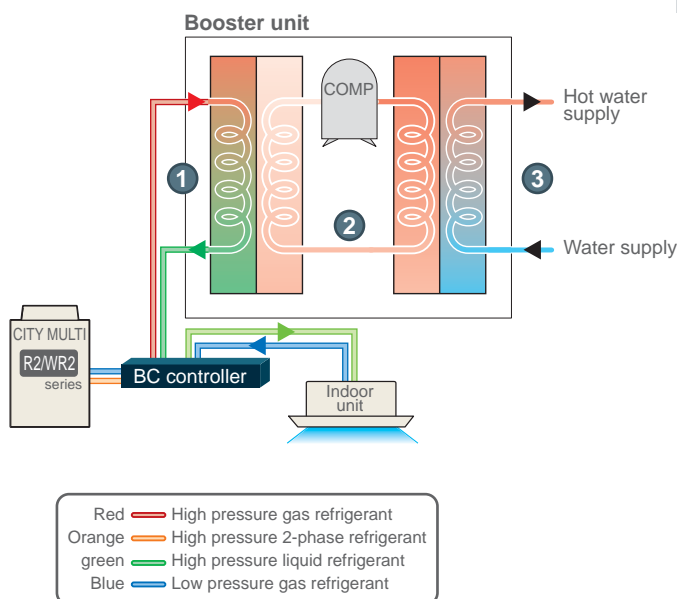 Booster unit
COMP
Hot water
supply
1
3
2
Water supply
CITY MULTI
R2/WR2
series
BC controller
Indoor
unit
Red High pressure gas refrigerant
Orange High pressure 2-phase refrigerant
green High pressure liquid refrigerant
Blue Low pressure gas refrigerant